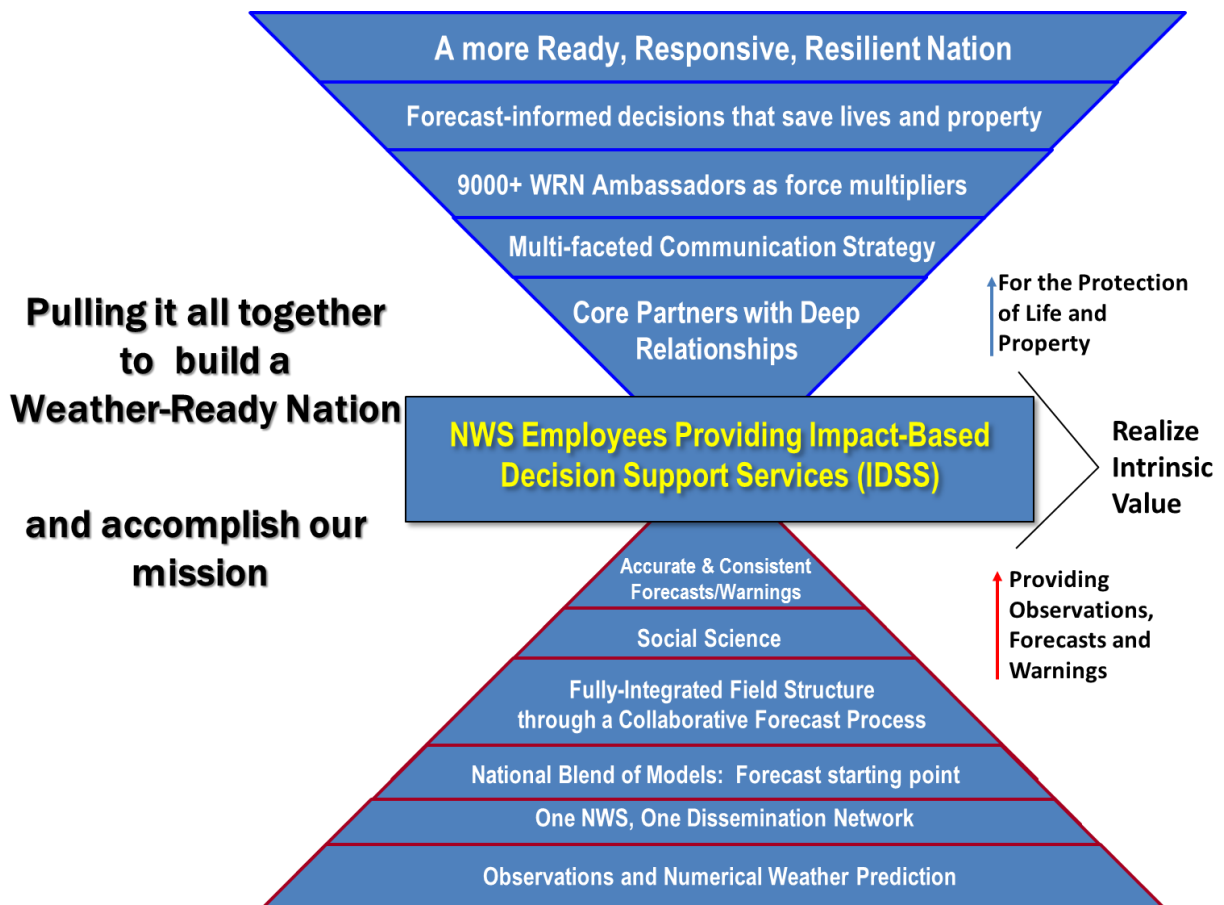 A more Ready, Responsive, Resilient Nation
Forecast-informed decisions that save lives and property
9000+ WRN Ambassadors as force multipliers
Multi-faceted Communication Strategy
Core Partners with Deep
Relationships
Pulling it all together
to build a
Weather-Ready Nation
and accomplish our
mission
NWS Employees Providing Impact-Based
Decision Support Services (IDSS)
For the Protection
of Life and
Property
Realize
Intrinsic
Value
Providing
Observations,
Forecasts and
Warnings
Accurate & Consistent
Forecasts/Warnings
Social Science
Fully-Integrated Field Structure
through a Collaborative Forecast Process
National Blend of Models: Forecast starting point
One NWS, One Dissemination Network
Observations and Numerical Weather Prediction